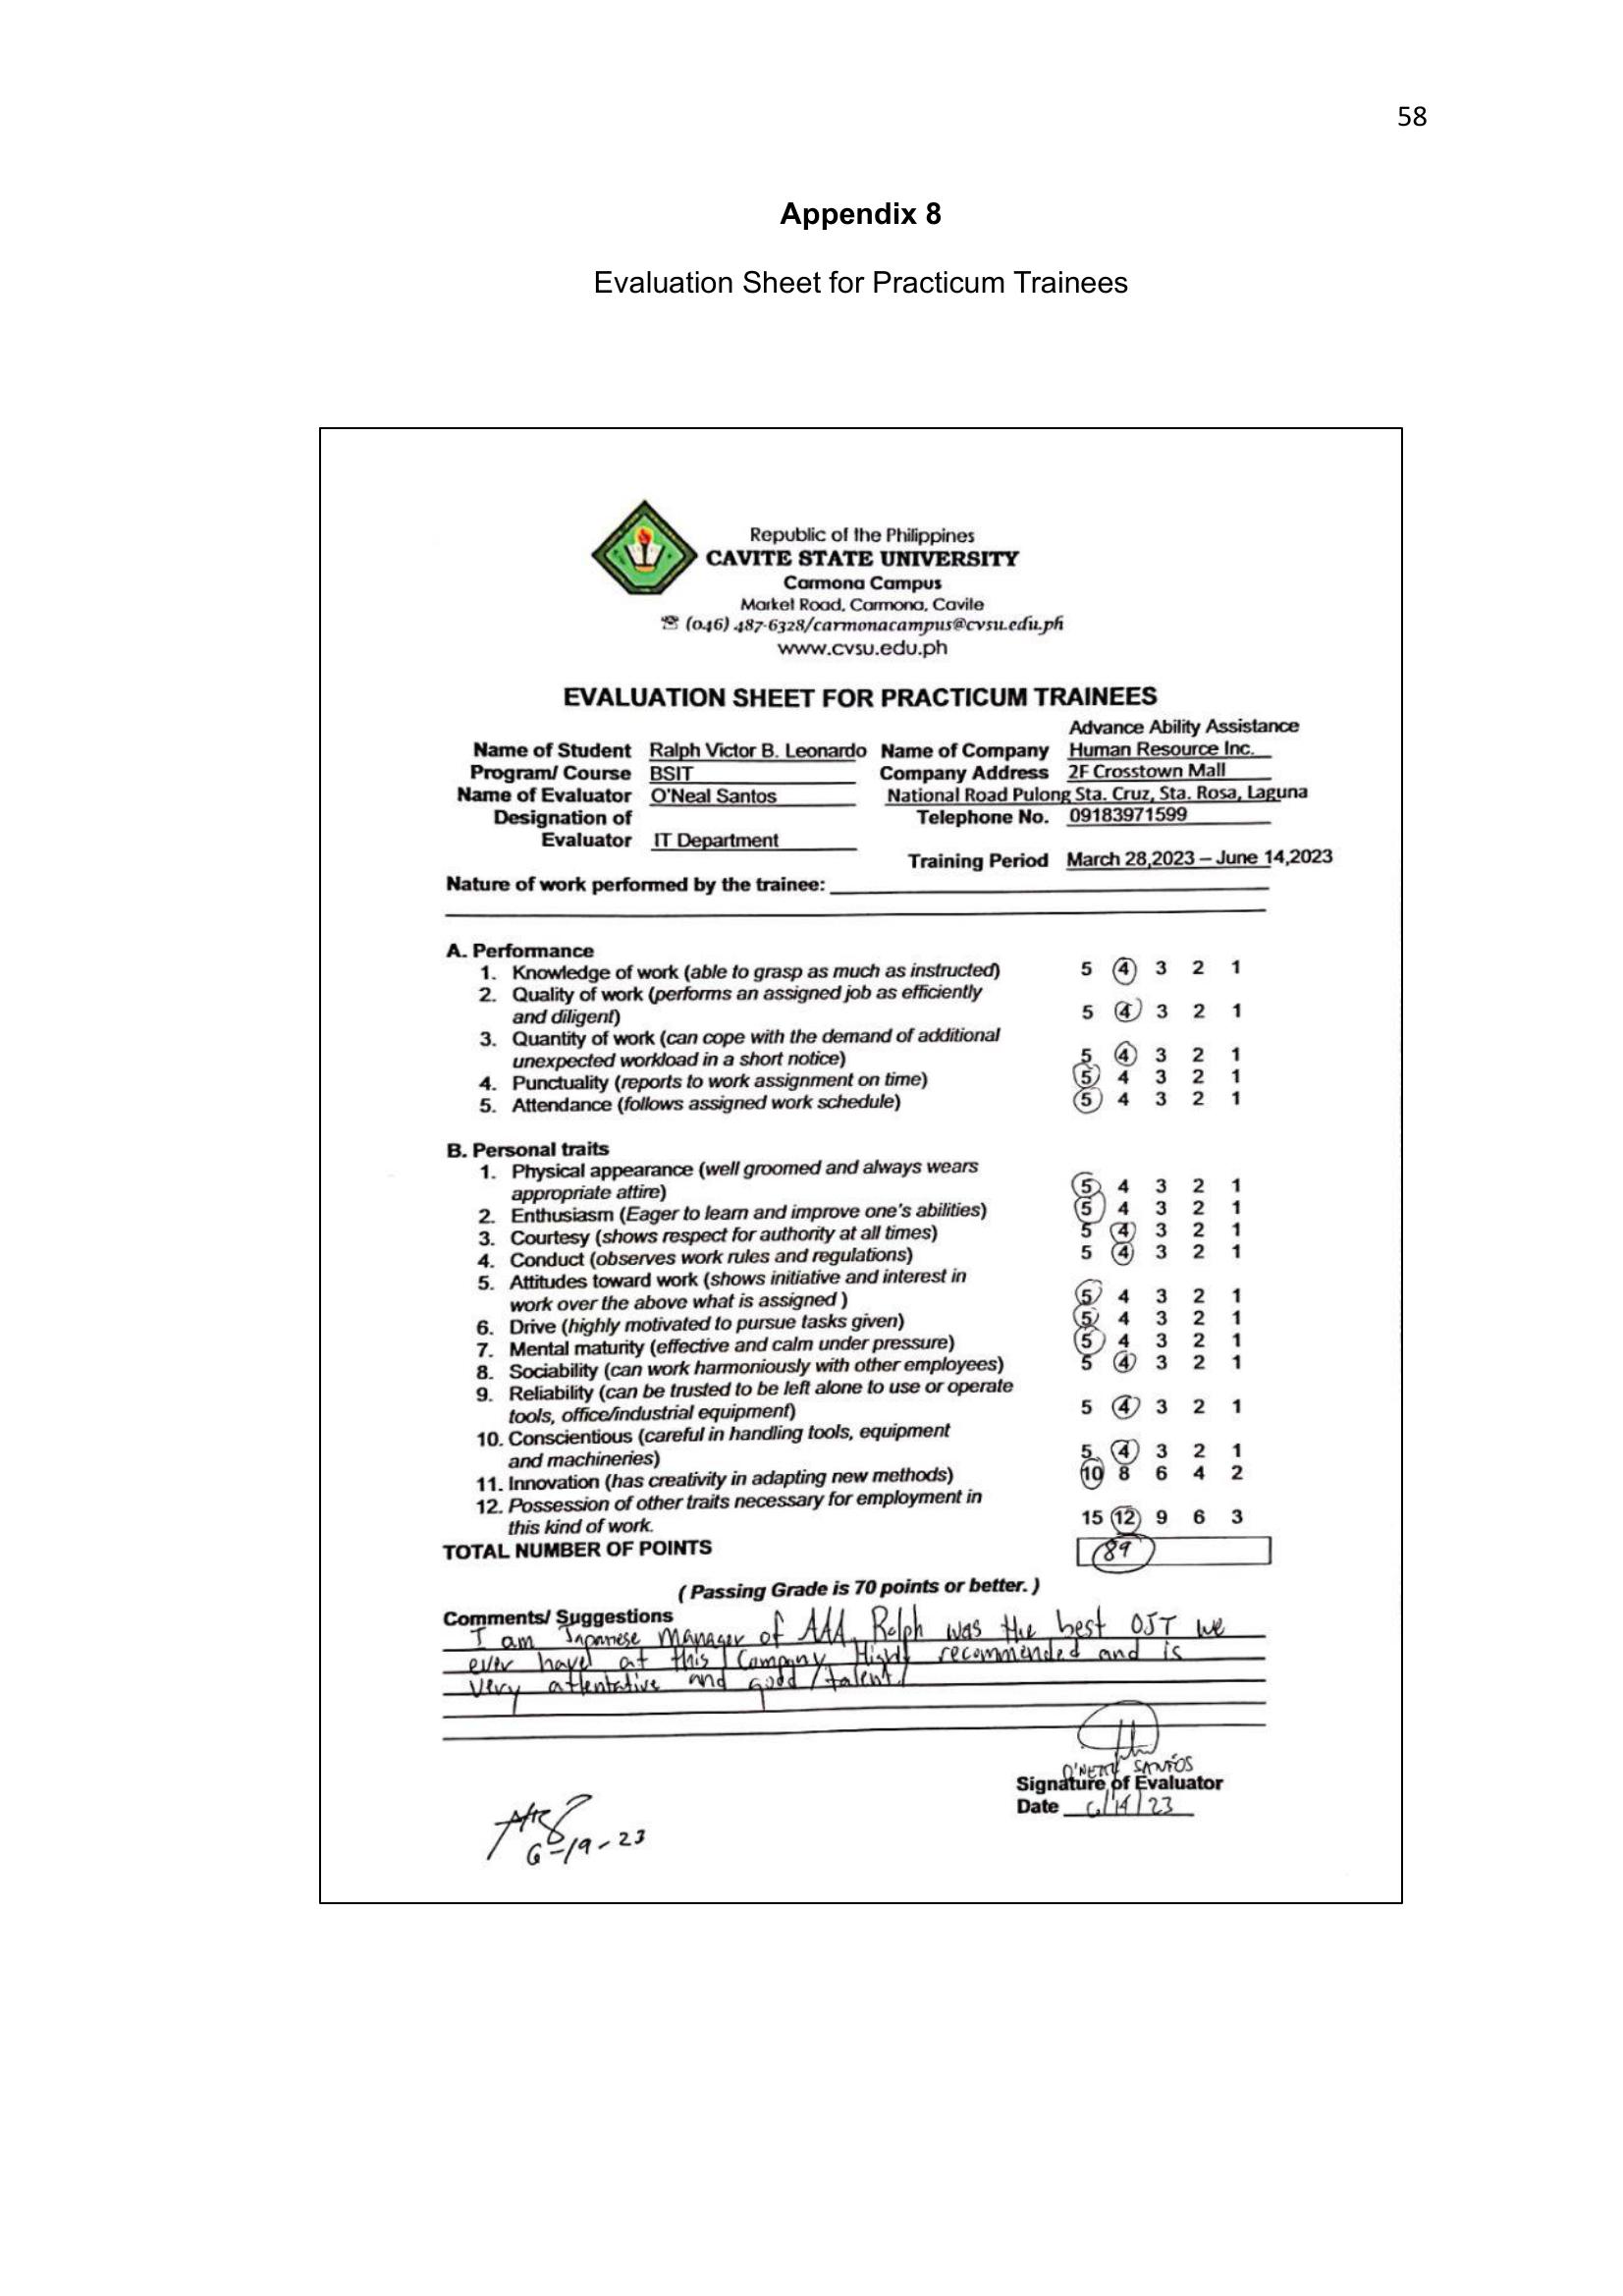 58
Appendix 8
Evaluation Sheet for Practicum Trainees
Republic of the Philippines
CAVITE STATE UNIVERSITY
Carmona Campus
Market Road, Carmona, Cavite
☏ (046) 487-6328/carmonacampus@cvsu.edu.ph
www.cvsu.edu.ph
EVALUATION SHEET FOR PRACTICUM TRAINEES
Advance Ability Assistance
Name of Student Ralph Victor B. Leonardo Name of Company Human Resource Inc.
Program/ Course BSIT Company Address 2F Crosstown Mall
Name of Evaluator O'Neal Santos National Road Pulong Sta. Cruz, Sta. Rosa, Laguna
Designation of Telephone No. 09183971599
Evaluator IT Department
Training Period March 28,2023 – June 14,2023
Nature of work performed by the trainee:
A. Performance
1. Knowledge of work (able to grasp as much as instructed) 5 4 3 2 1
2. Quality of work (performs an assigned job as efficiently
and diligent) 5 4 3 2 1
3. Quantity of work (can cope with the demand of additional
unexpected workload in a short notice) 5 4 3 2 1
4. Punctuality (reports to work assignment on time) 5 4 3 2 1
5. Attendance (follows assigned work schedule) 5 4 3 2 1
B. Personal traits
1. Physical appearance (well groomed and always wears
appropriate attire) 5 4 3 2 1
2. Enthusiasm (Eager to learn and improve one's abilities) 5 4 3 2 1
3. Courtesy (shows respect for authority at all times) 5 4 3 2 1
4. Conduct (observes work rules and regulations) 5 4 3 2 1
5. Attitudes toward work (shows initiative and interest in
work over the above what is assigned ) 5 4 3 2 1
6. Drive (highly motivated to pursue tasks given) 5 4 3 2 1
7. Mental maturity (effective and calm under pressure) 5 4 3 2 1
8. Sociability (can work harmoniously with other employees) 5 4 3 2 1
9. Reliability (can be trusted to be left alone to use or operate
tools, office/industrial equipment) 5 4 3 2 1
10. Conscientious (careful in handling tools, equipment
and machineries) 5 4 3 2 1
11. Innovation (has creativity in adapting new methods) 10 8 6 4 2
12. Possession of other traits necessary for employment in
this kind of work. 15 12 9 6 3
TOTAL NUMBER OF POINTS 89
( Passing Grade is 70 points or better. )
Comments/ Suggestions
I am Japanese Manager of AAA, Ralph was the best OJT we
ever have at this Company. Highly recommended and is
very attentative and good talent.
O'NEAL SANTOS
Signature of Evaluator
Date 6/14/23
6-19-23